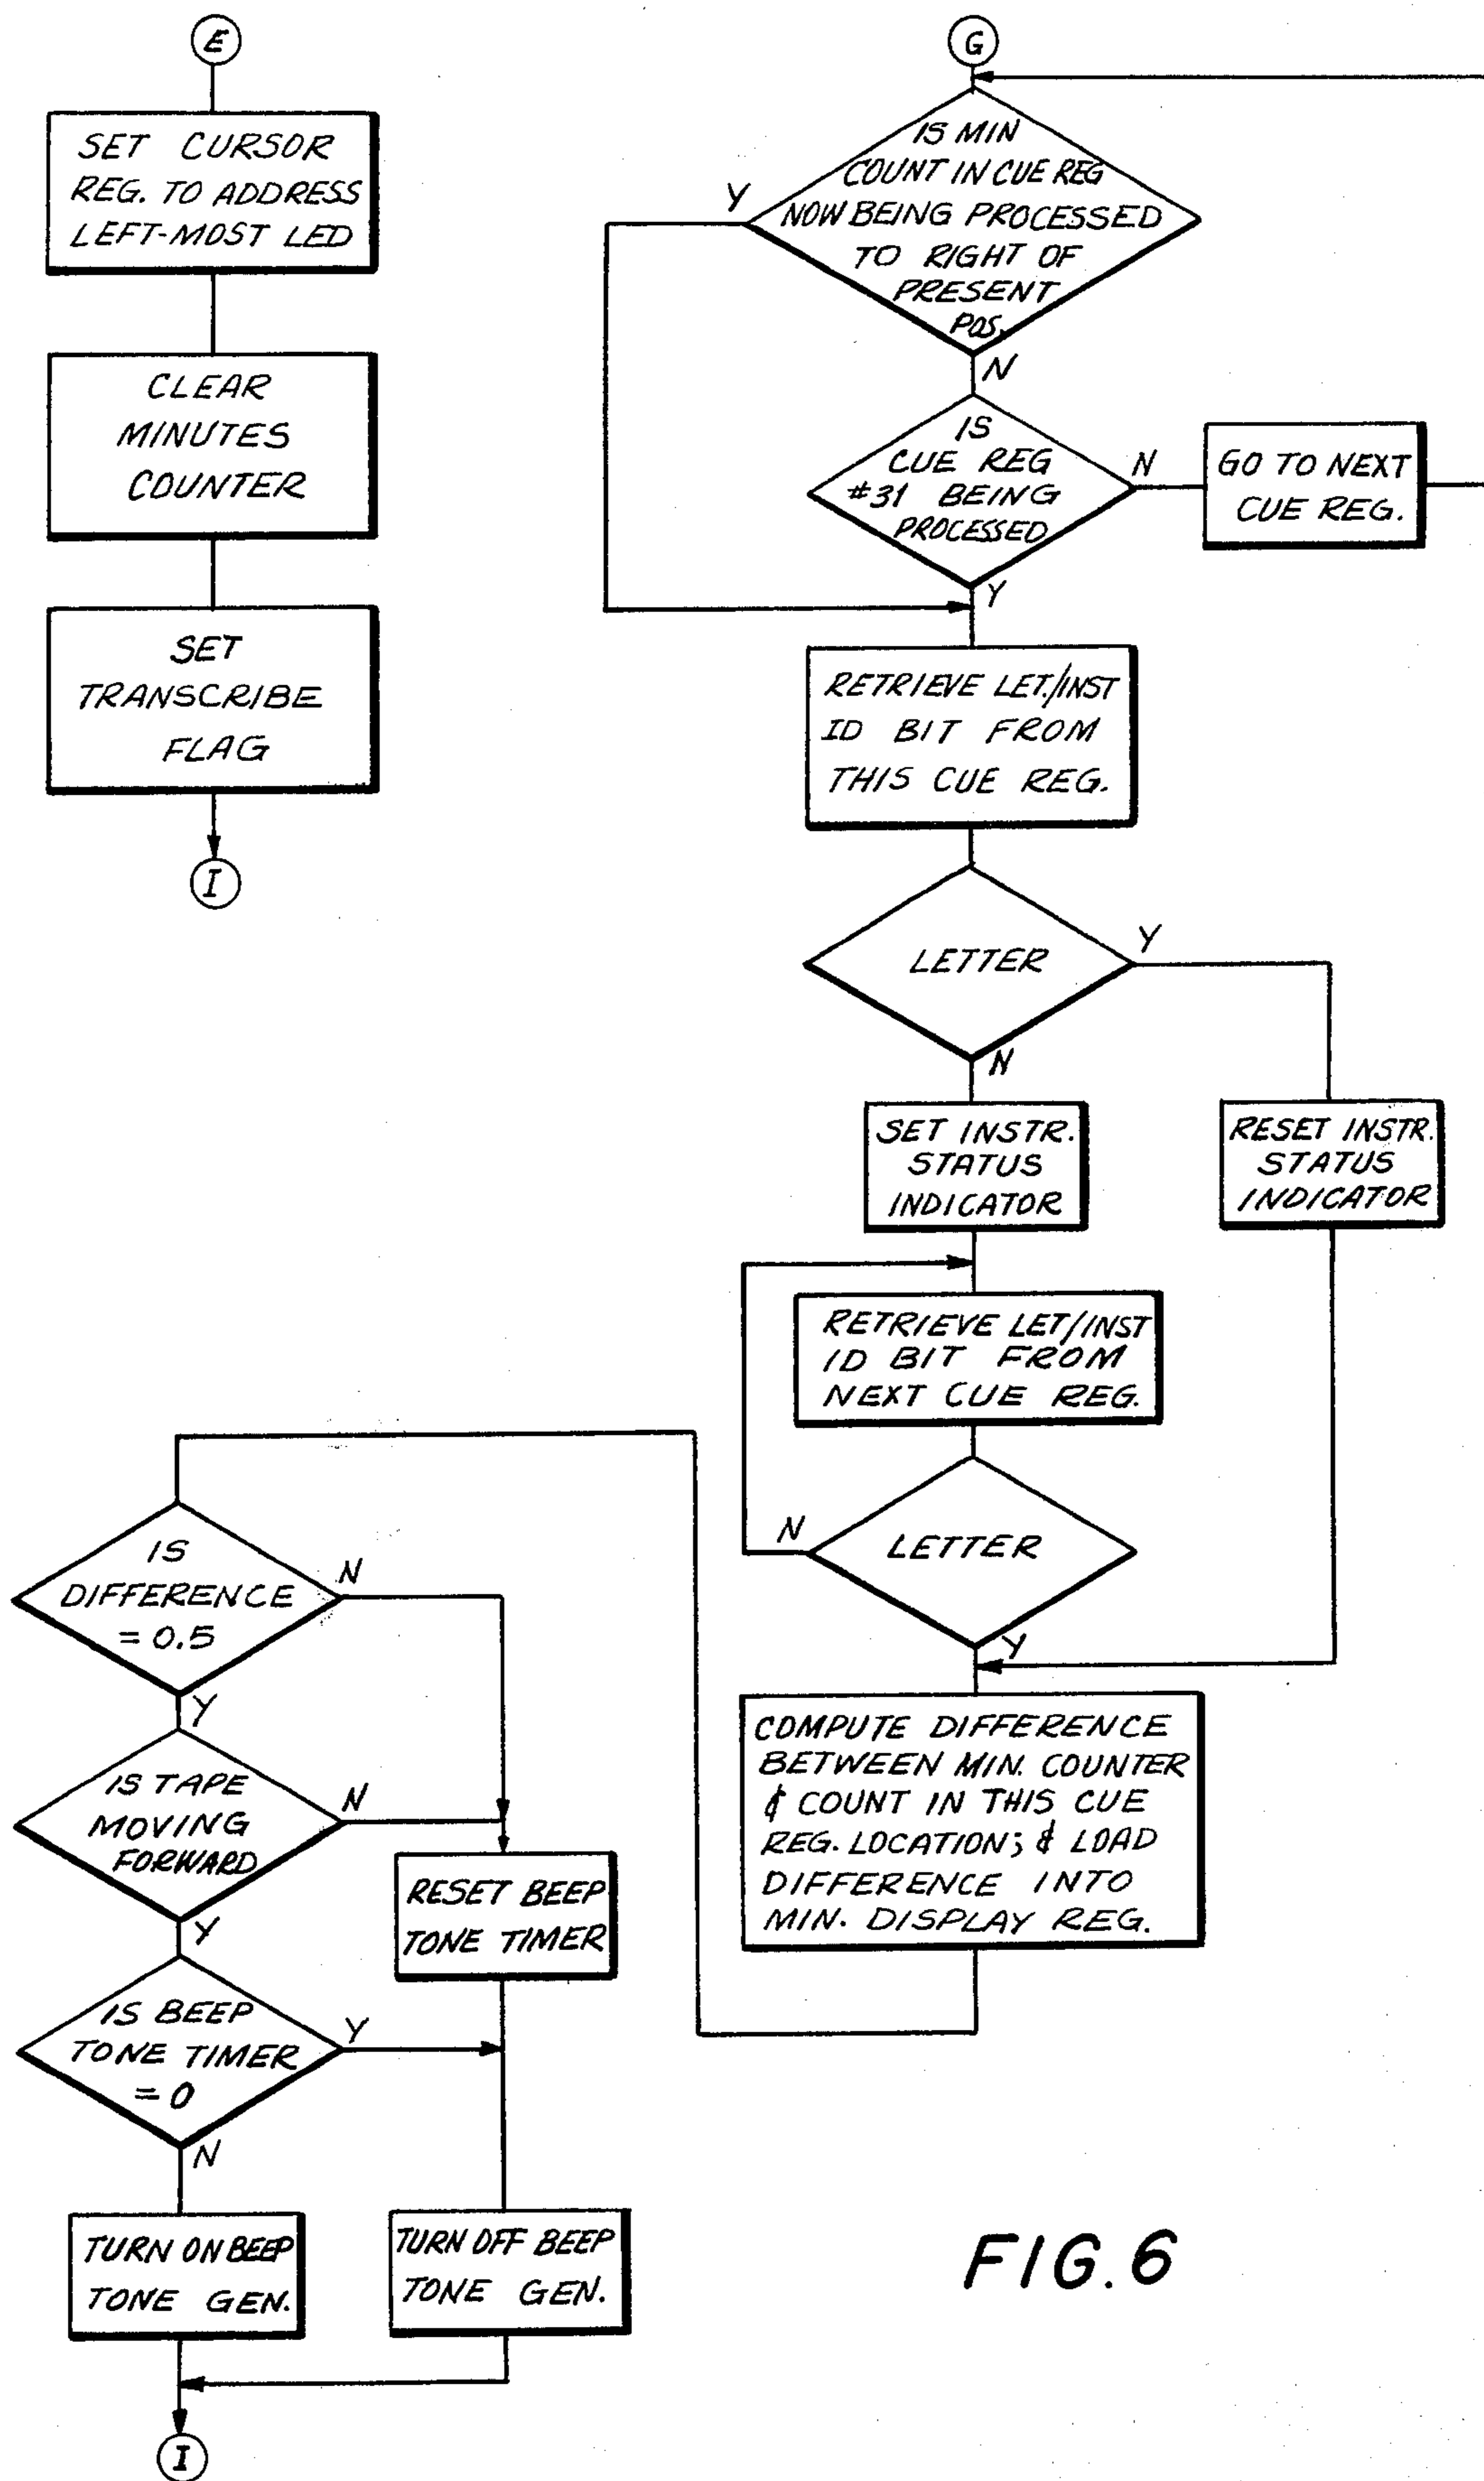 E
SET CURSOR
REG. TO ADDRESS
LEFT-MOST LED
CLEAR
MINUTES
COUNTER
SET
TRANSCRIBE
FLAG
I
G
IS MIN
COUNT IN CUE REG
NOW BEING PROCESSED
TO RIGHT OF
PRESENT
POS.
Y
N
IS
CUE REG
#31 BEING
PROCESSED
N
GO TO NEXT
CUE REG.
Y
RETRIEVE LET./INST
ID BIT FROM
THIS CUE REG.
LETTER
Y
N
SET INSTR.
STATUS
INDICATOR
RESET INSTR.
STATUS
INDICATOR
RETRIEVE LET/INST
ID BIT FROM
NEXT CUE REG.
LETTER
N
Y
COMPUTE DIFFERENCE
BETWEEN MIN. COUNTER
& COUNT IN THIS CUE
REG. LOCATION; & LOAD
DIFFERENCE INTO
MIN. DISPLAY REG.
IS
DIFFERENCE
= 0.5
N
Y
IS TAPE
MOVING
FORWARD
N
Y
RESET BEEP
TONE TIMER
IS BEEP
TONE TIMER
= 0
Y
N
TURN ON BEEP
TONE GEN.
TURN OFF BEEP
TONE GEN.
I
FIG. 6